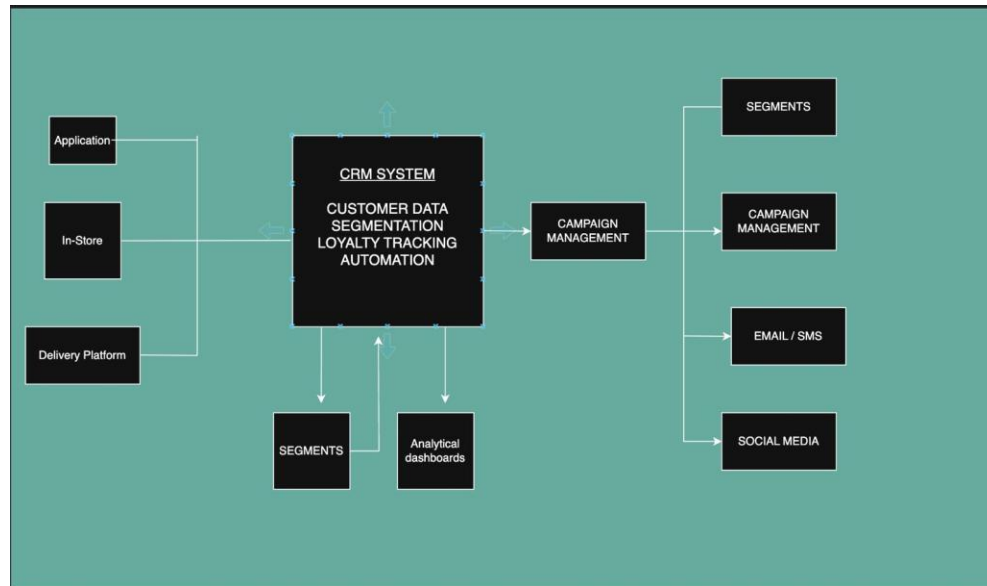 Application
In-Store
Delivery Platform
CRM SYSTEM
CUSTOMER DATA
SEGMENTATION
LOYALTY TRACKING
AUTOMATION
SEGMENTS
Analytical
dashboards
CAMPAIGN
MANAGEMENT
SEGMENTS
CAMPAIGN
MANAGEMENT
EMAIL / SMS
SOCIAL MEDIA